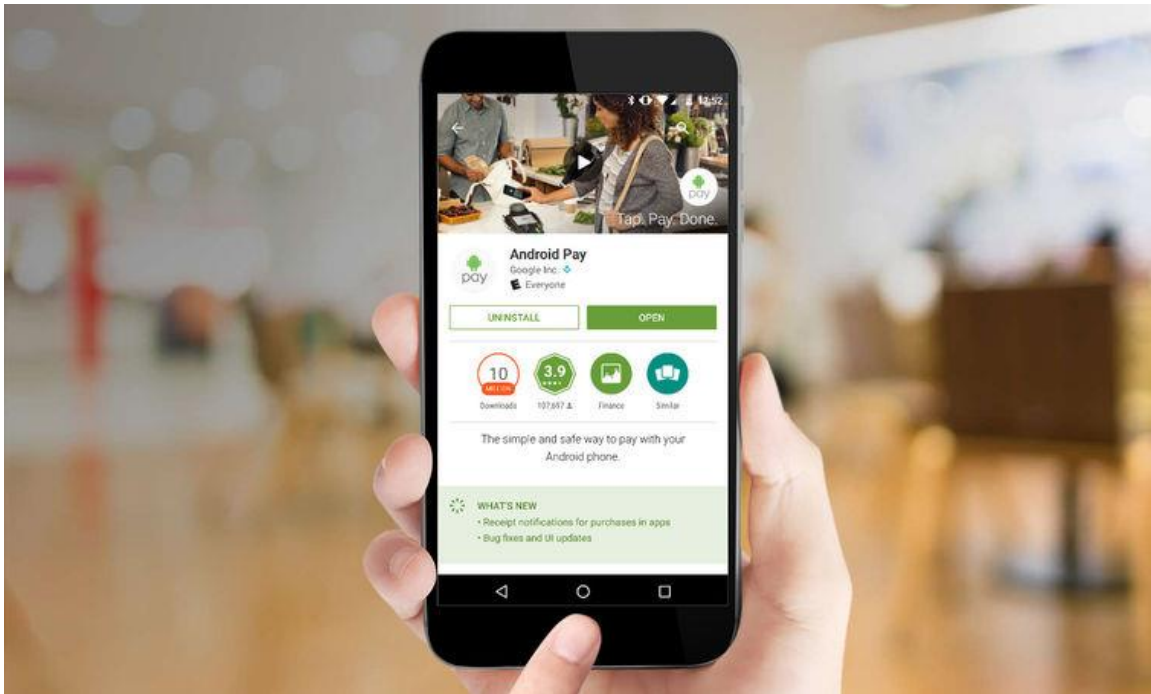 12:52
pay
Tap. Pay. Done.
pay
Android Pay
Google Inc.
E Everyone
UNINSTALL
OPEN
10
MILLION
Downloads
3.9
107,697
Finance
Similar
The simple and safe way to pay with your
Android phone.
WHAT'S NEW
• Receipt notifications for purchases in apps
• Bug fixes and UI updates